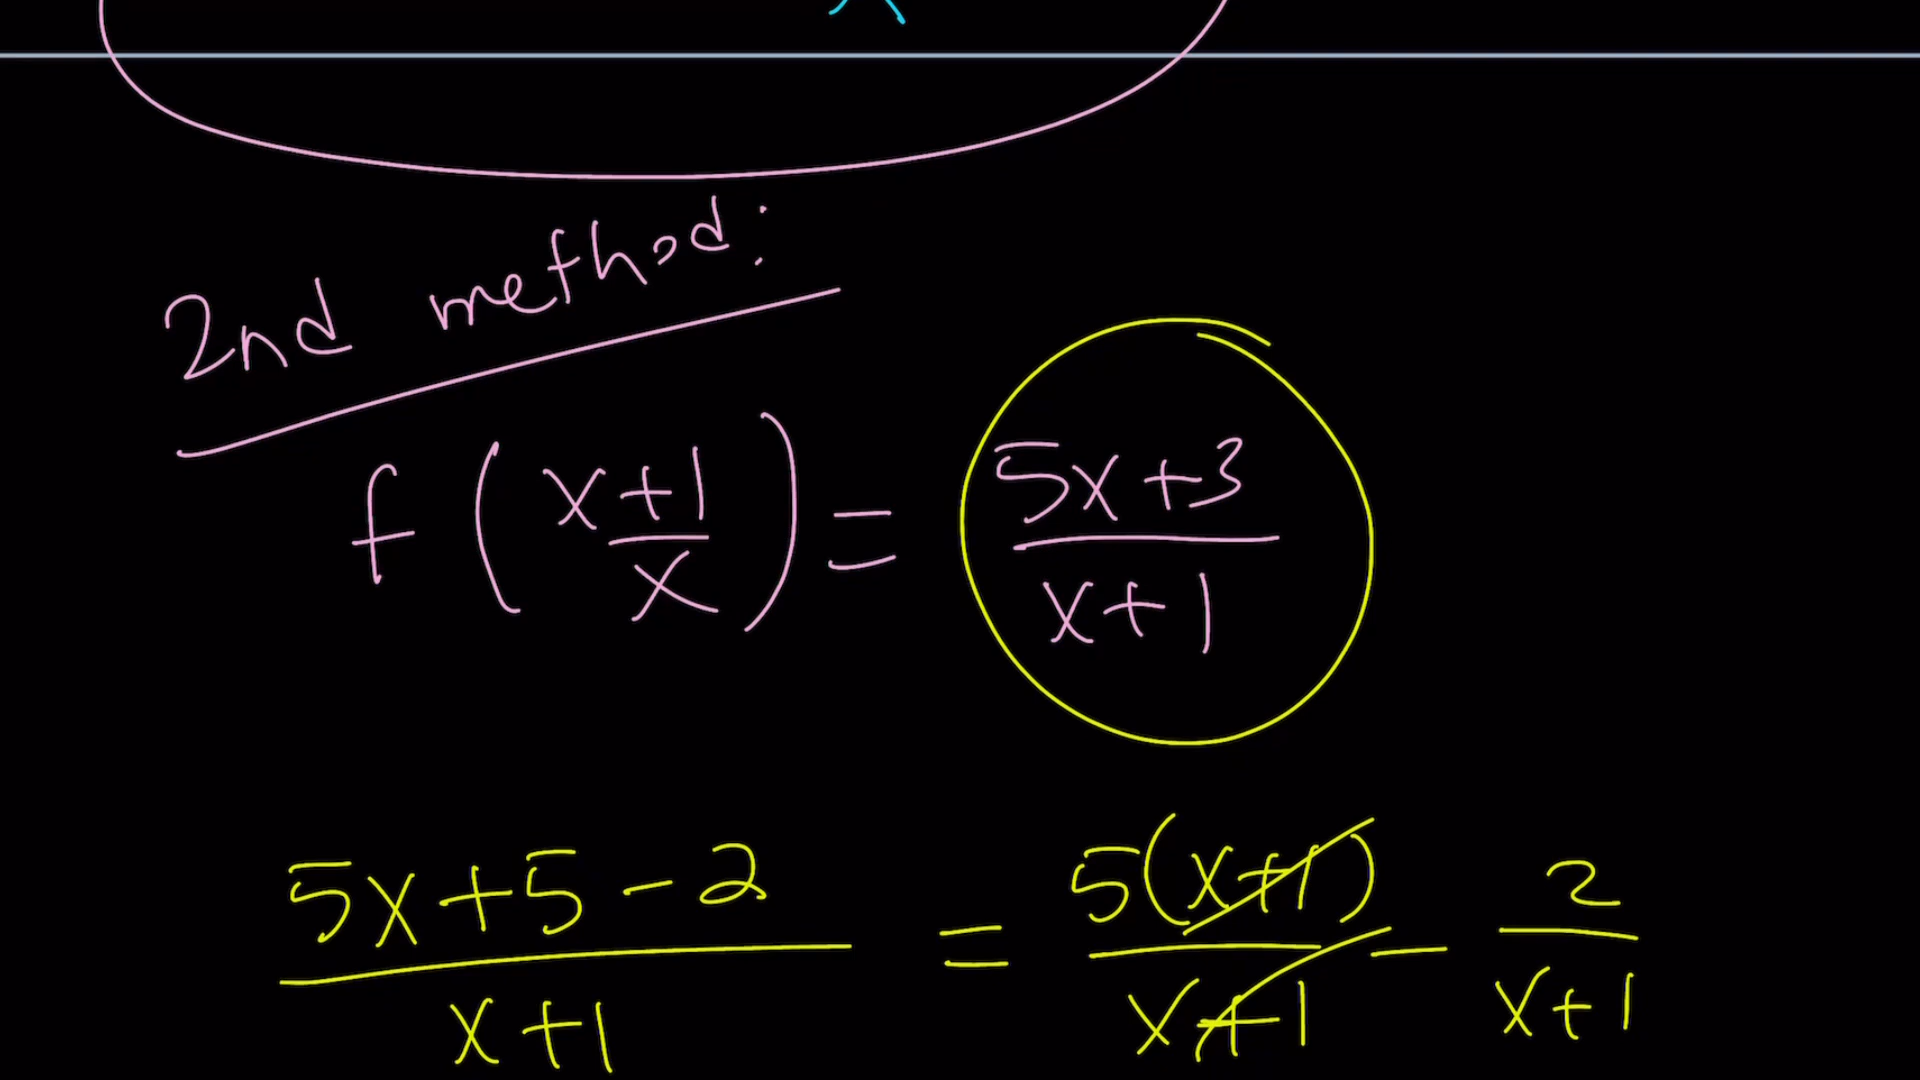 2nd method:
f((x+1)/x) = (5x+3)/(x+1)
(5x+5-2)/(x+1) = 5(x+1)/(x+1) - 2/(x+1)